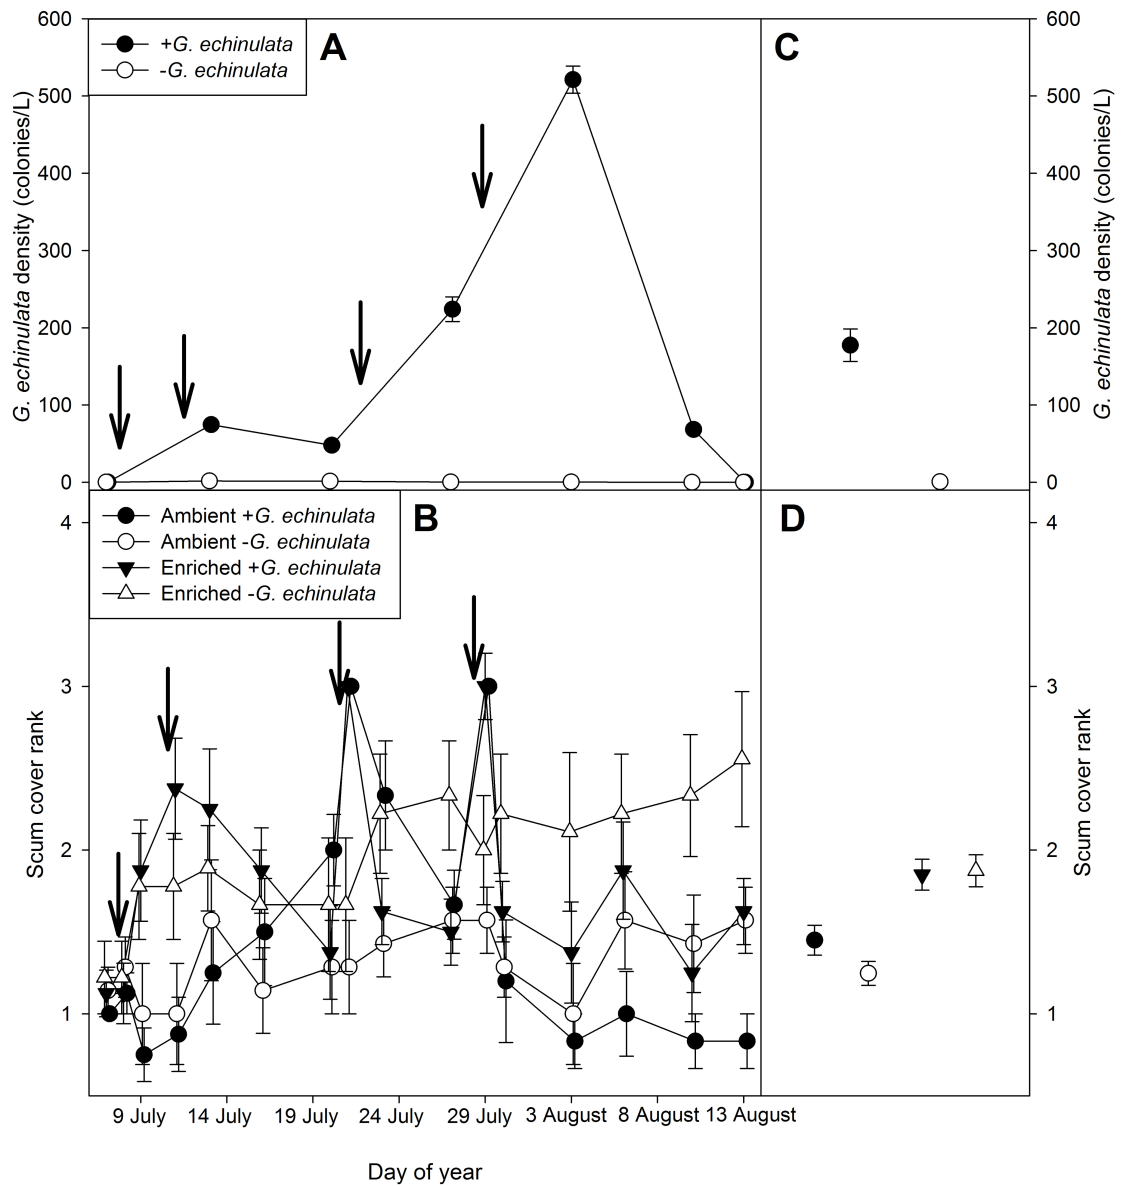 600
500
400
300
200
100
0
G. echinulata density (colonies/L)
+G. echinulata
-G. echinulata
A
C
600
500
400
300
200
100
0
G. echinulata density (colonies/L)
Ambient +G. echinulata
Ambient -G. echinulata
Enriched +G. echinulata
Enriched -G. echinulata
B
D
4
3
2
1
Scum cover rank
4
3
2
1
Scum cover rank
9 July 14 July 19 July 24 July 29 July 3 August 8 August 13 August
Day of year